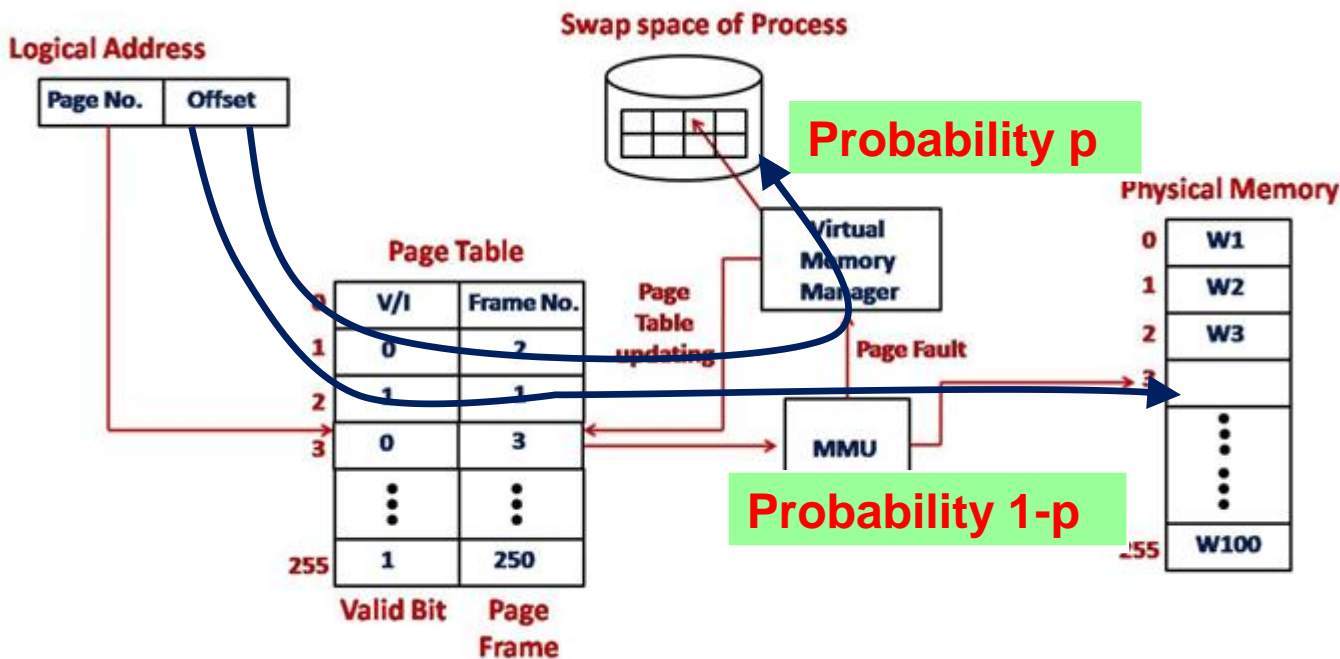 Swap space of Process
Logical Address
Page No. Offset
Probability p
Physical Memory
Virtual
Memory
Manager
Page Table
0 V/I Frame No.
1 0 2
2 1 1
3 0 3
255 1 250
Valid Bit Page
Frame
Page
Table
updating
Page Fault
MMU
Probability 1-p
0 W1
1 W2
2 W3
3
255 W100